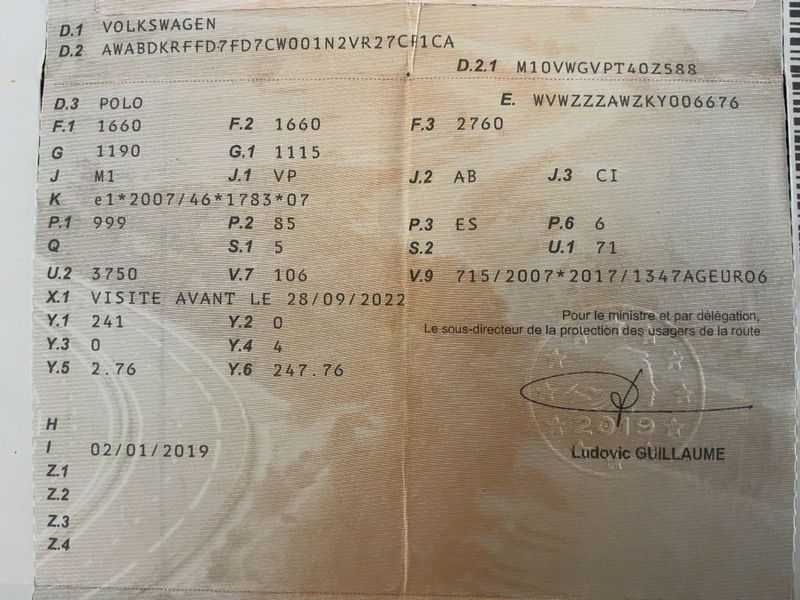 D.1 VOLKSWAGEN
D.2 AWABDKRFFD7FD7CW001N2VR27CF1CA
D.2.1 M10VWGVPT40Z588
D.3 POLO E. WVWZZZAWZKY006676
F.1 1660 F.2 1660 F.3 2760
G 1190 G.1 1115
J M1 J.1 VP J.2 AB J.3 CI
K e1*2007/46*1783*07
P.1 999 P.2 85 P.3 ES P.6 6
Q S.1 5 S.2 U.1 71
U.2 3750 V.7 106 V.9 715/2007*2017/1347AGEURO6
X.1 VISITE AVANT LE 28/09/2022
Y.1 241 Y.2 0
Pour le ministre et par délégation,
Le sous-directeur de la protection des usagers de la route
Y.3 0 Y.4 4
Y.5 2.76 Y.6 247.76
2019
H
I 02/01/2019
Ludovic GUILLAUME
Z.1
Z.2
Z.3
Z.4